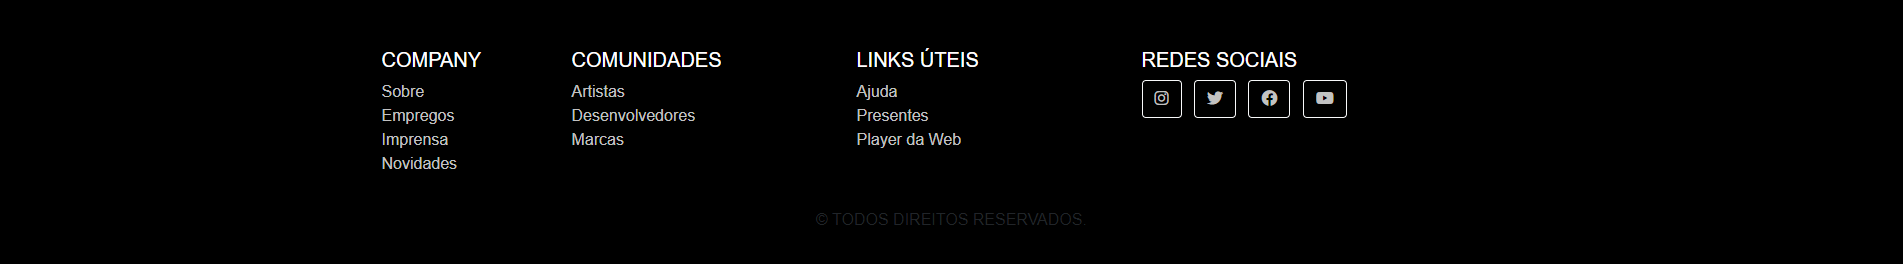 COMPANY
Sobre
Empregos
Imprensa
Novidades
COMUNIDADES
Artistas
Desenvolvedores
Marcas
LINKS ÚTEIS
Ajuda
Presentes
Player da Web
REDES SOCIAIS
© TODOS DIREITOS RESERVADOS.